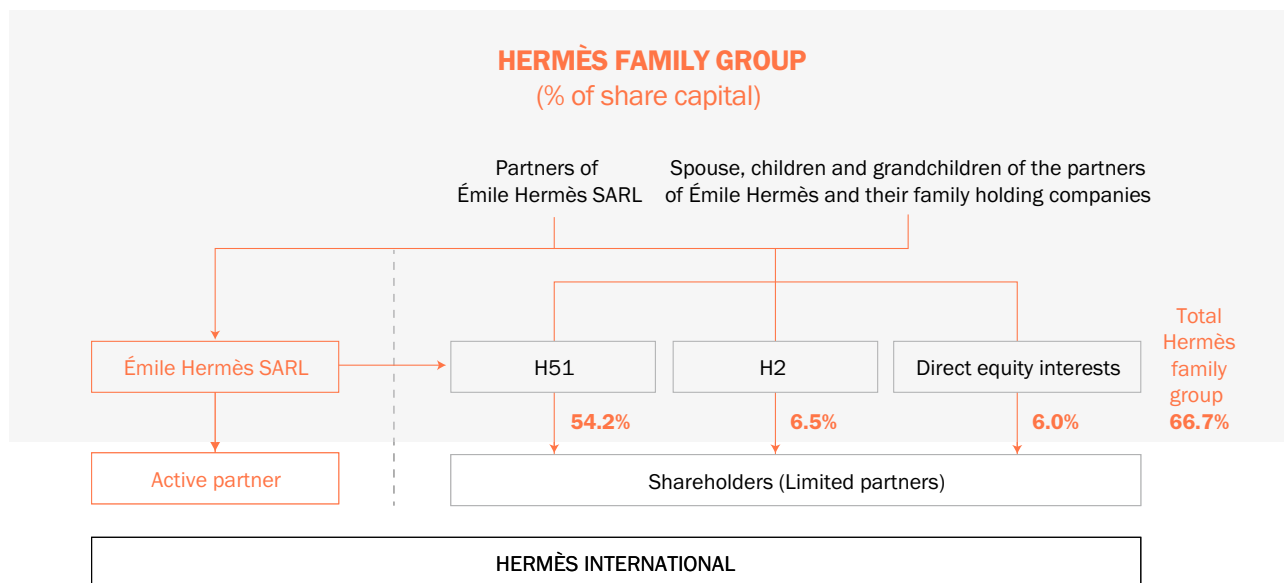 HERMÈS FAMILY GROUP
(% of share capital)
Partners of
Émile Hermès SARL
Spouse, children and grandchildren of the partners
of Émile Hermès and their family holding companies
Émile Hermès SARL
H51
H2
Direct equity interests
Total
Hermès
family
group
66.7%
54.2%
6.5%
6.0%
Active partner
Shareholders (Limited partners)
HERMÈS INTERNATIONAL